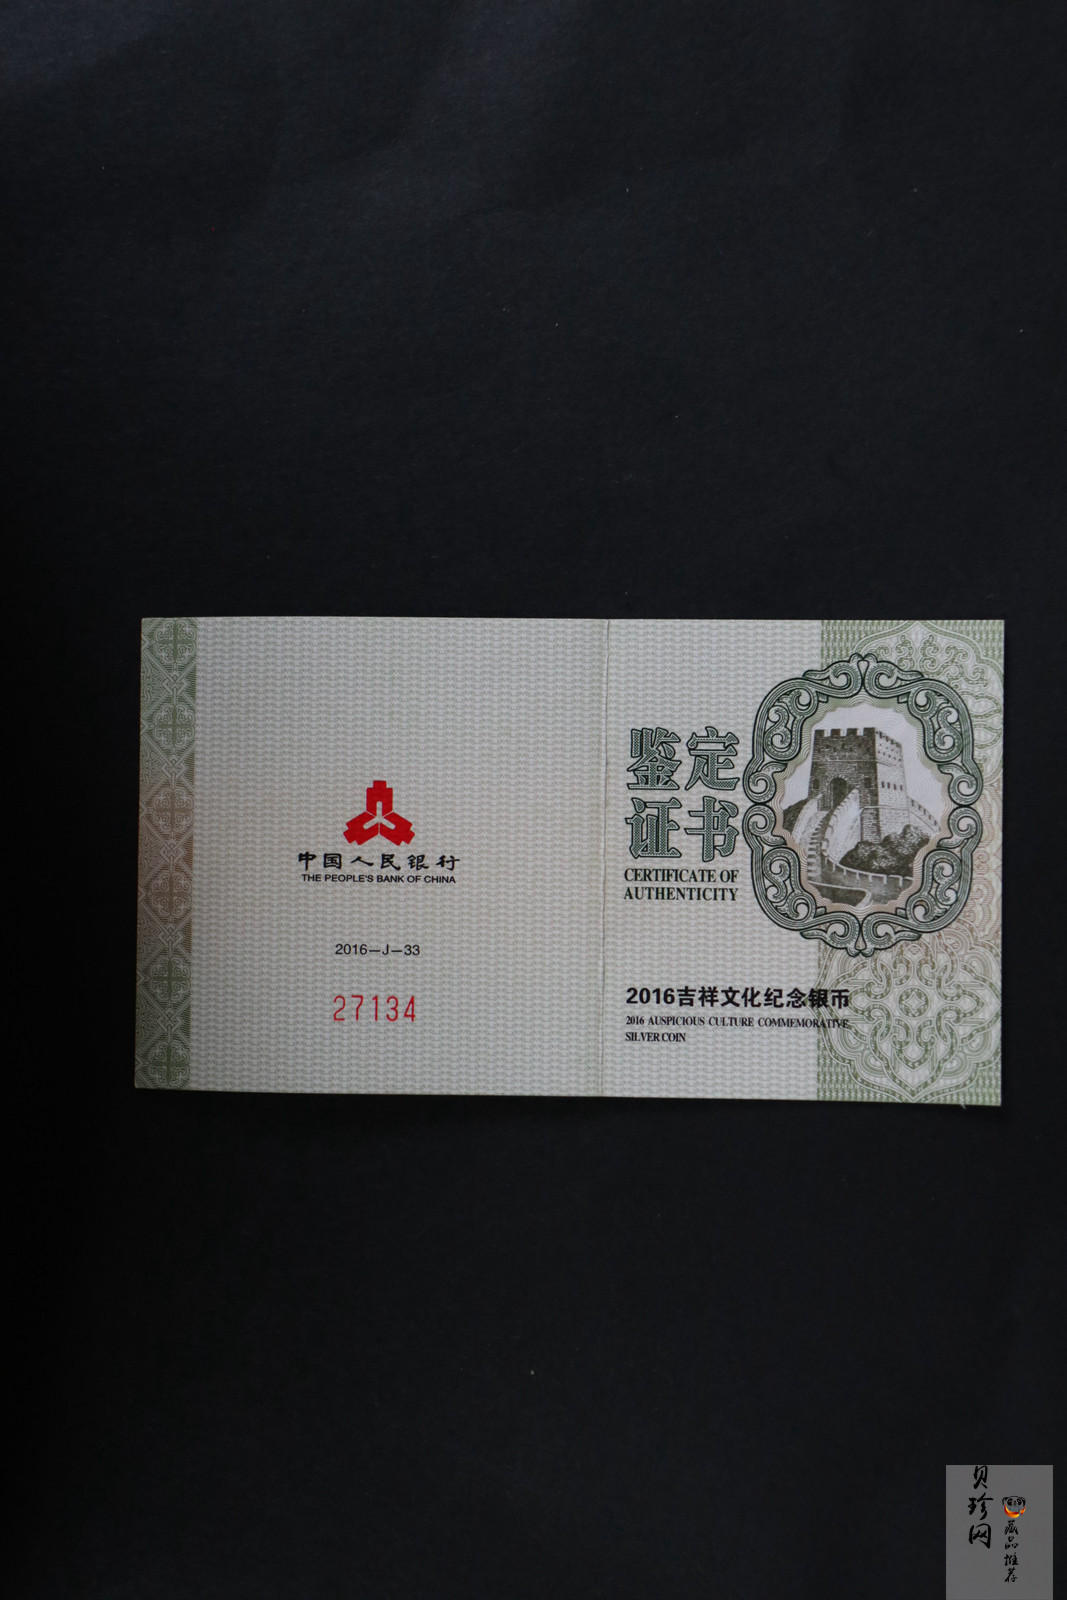 中国人民银行
THE PEOPLE'S BANK OF CHINA
2016—J—33
27134
鉴定
证书
CERTIFICATE OF
AUTHENTICITY
2016吉祥文化纪念银币
2016 AUSPICIOUS CULTURE COMMEMORATIVE
SILVER COIN
贝珍网
藏品推荐